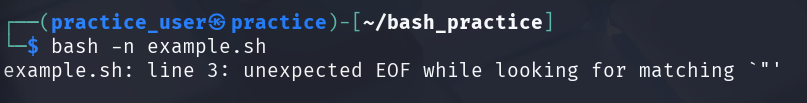 ┌──(practice_user㉿practice)-[~/bash_practice]
└─$ bash -n example.sh
example.sh: line 3: unexpected EOF while looking for matching `"'